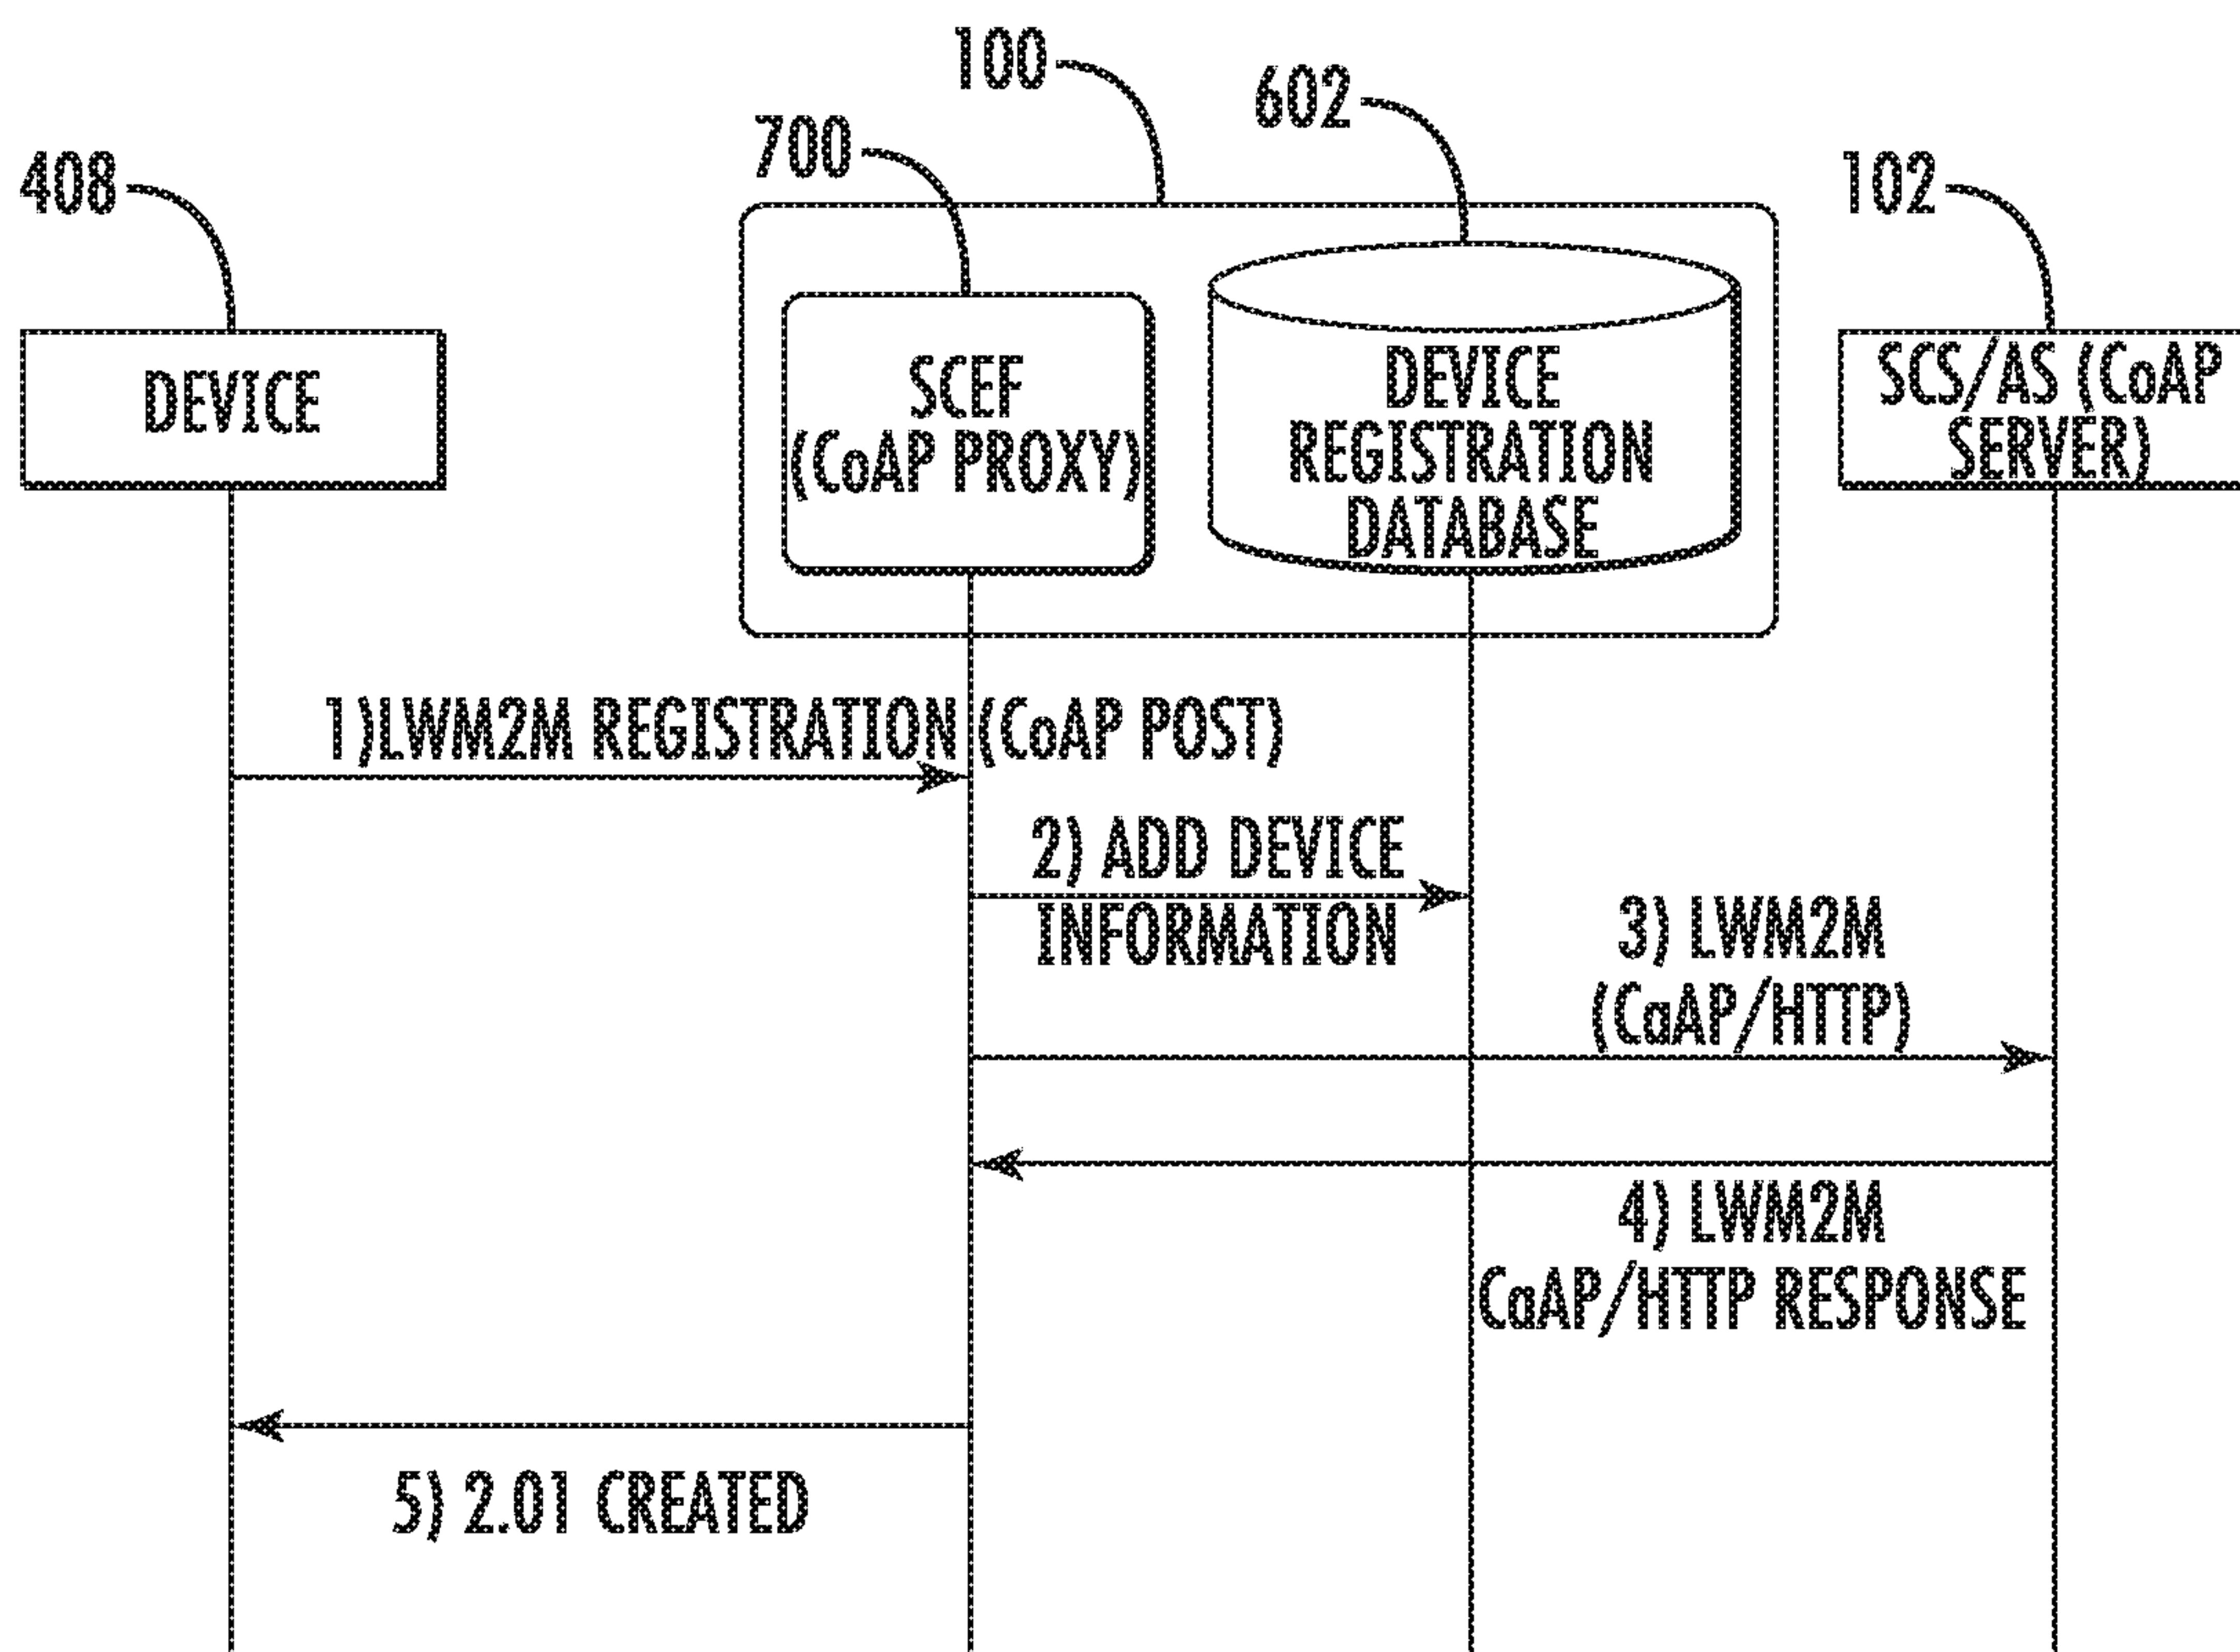 100
602
700
408
102
DEVICE
SCEF
(CoAP PROXY)
DEVICE
REGISTRATION
DATABASE
SCS/AS (CoAP
SERVER)
1)LWM2M REGISTRATION (CoAP POST)
2) ADD DEVICE
INFORMATION
3) LWM2M
(CaAP/HTTP)
4) LWM2M
CaAP/HTTP RESPONSE
5) 2.01 CREATED